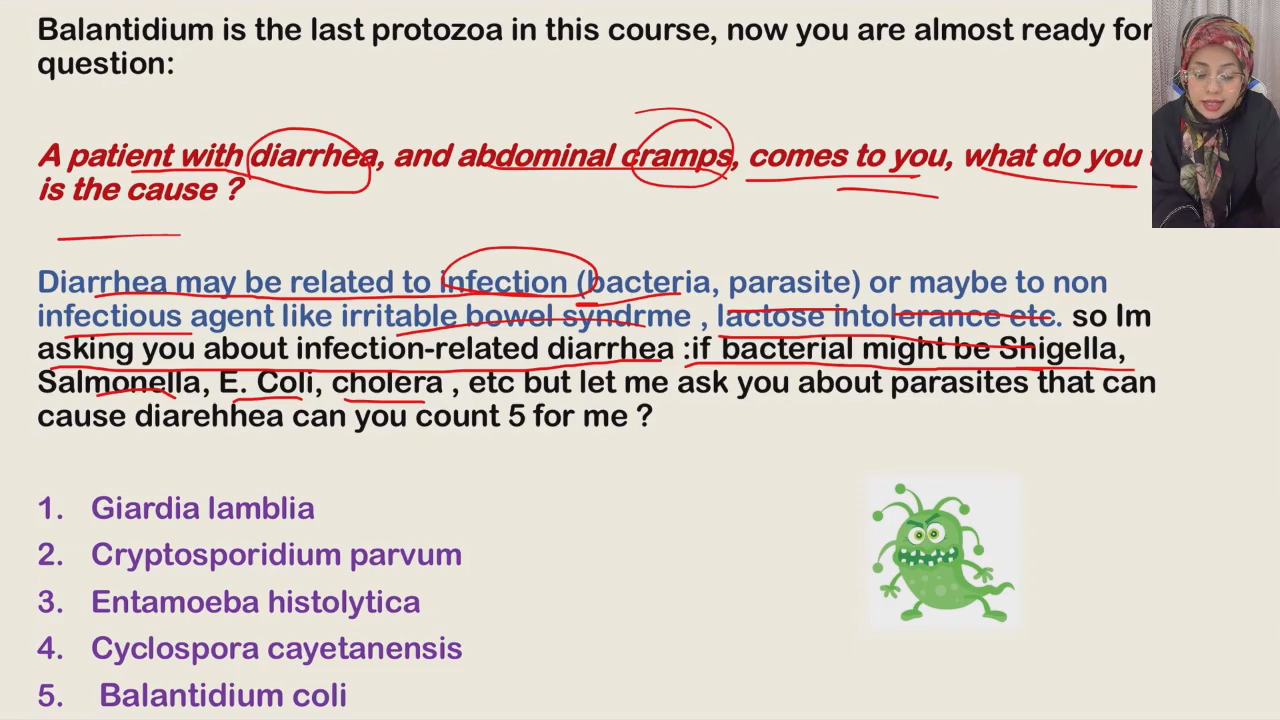 Balantidium is the last protozoa in this course, now you are almost ready for
question:
A patient with diarrhea, and abdominal cramps, comes to you, what do you
is the cause ?
Diarrhea may be related to infection (bacteria, parasite) or maybe to non
infectious agent like irritable bowel syndrme , lactose intolerance etc. so Im
asking you about infection-related diarrhea :if bacterial might be Shigella,
Salmonella, E. Coli, cholera , etc but let me ask you about parasites that can
cause diarehhea can you count 5 for me ?
1. Giardia lamblia
2. Cryptosporidium parvum
3. Entamoeba histolytica
4. Cyclospora cayetanensis
5. Balantidium coli